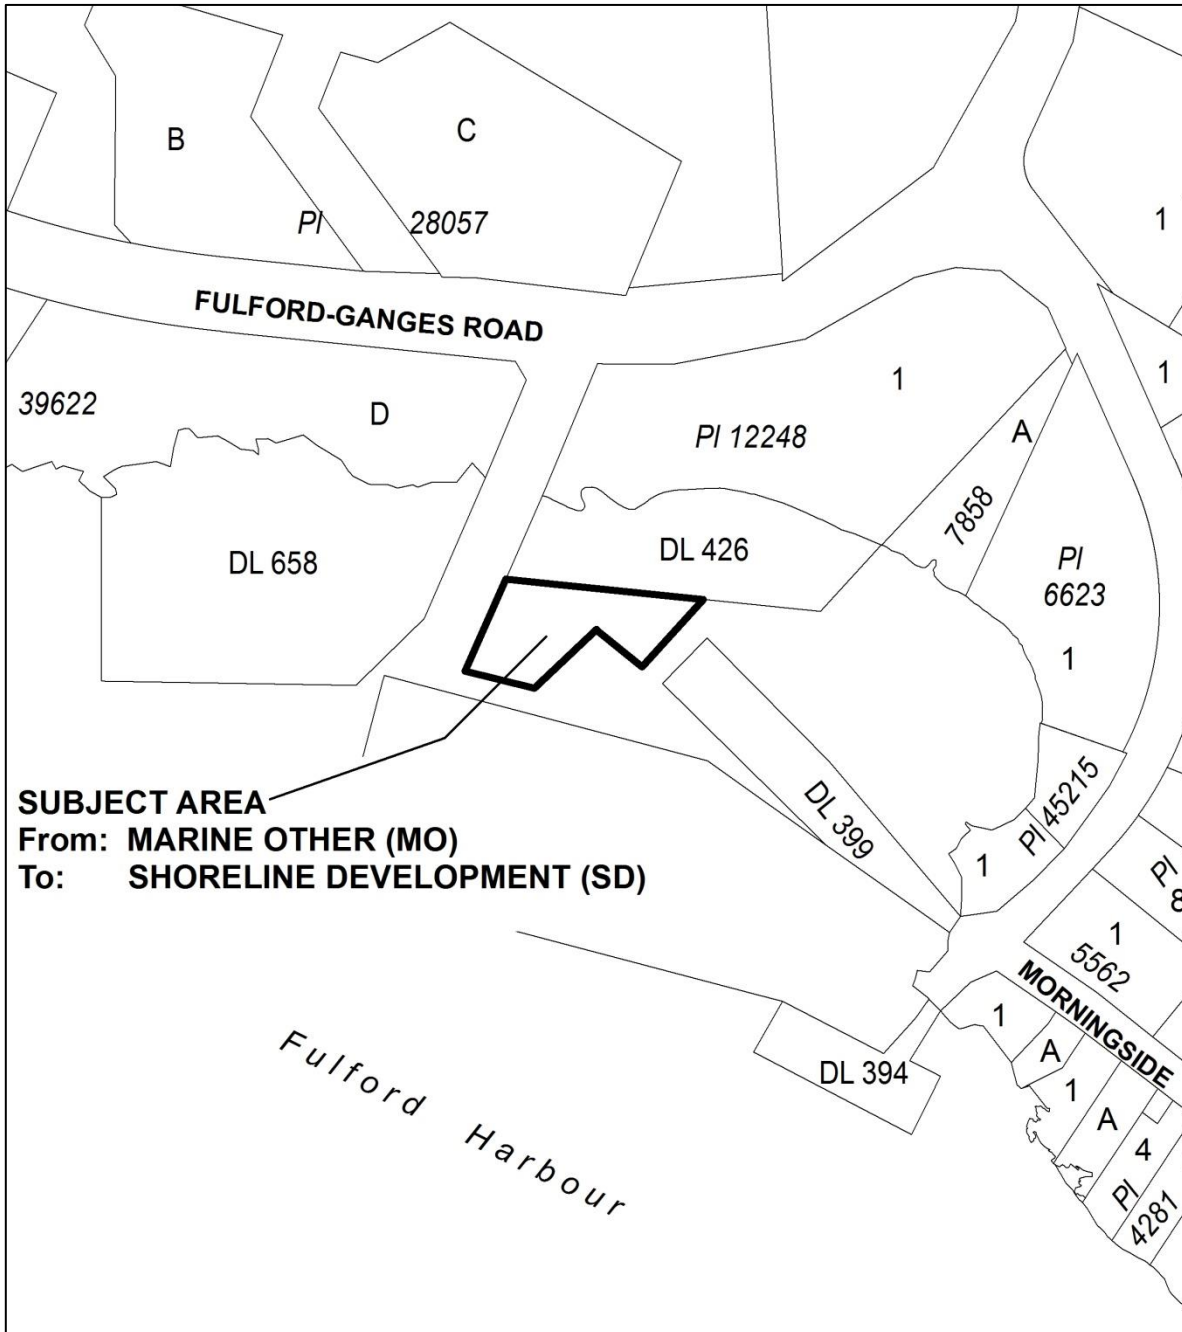 B
C
Pl 28057
1
FULFORD-GANGES ROAD
1
1
39622
D
Pl 12248
A
7858
DL 658
DL 426
Pl
6623
1
SUBJECT AREA
From: MARINE OTHER (MO)
To: SHORELINE DEVELOPMENT (SD)
DL 399
Pl 45215
1
Pl
8
1
5562
MORNINGSIDE
Fulford Harbour
DL 394
1
A
1
A
4
Pl
4281